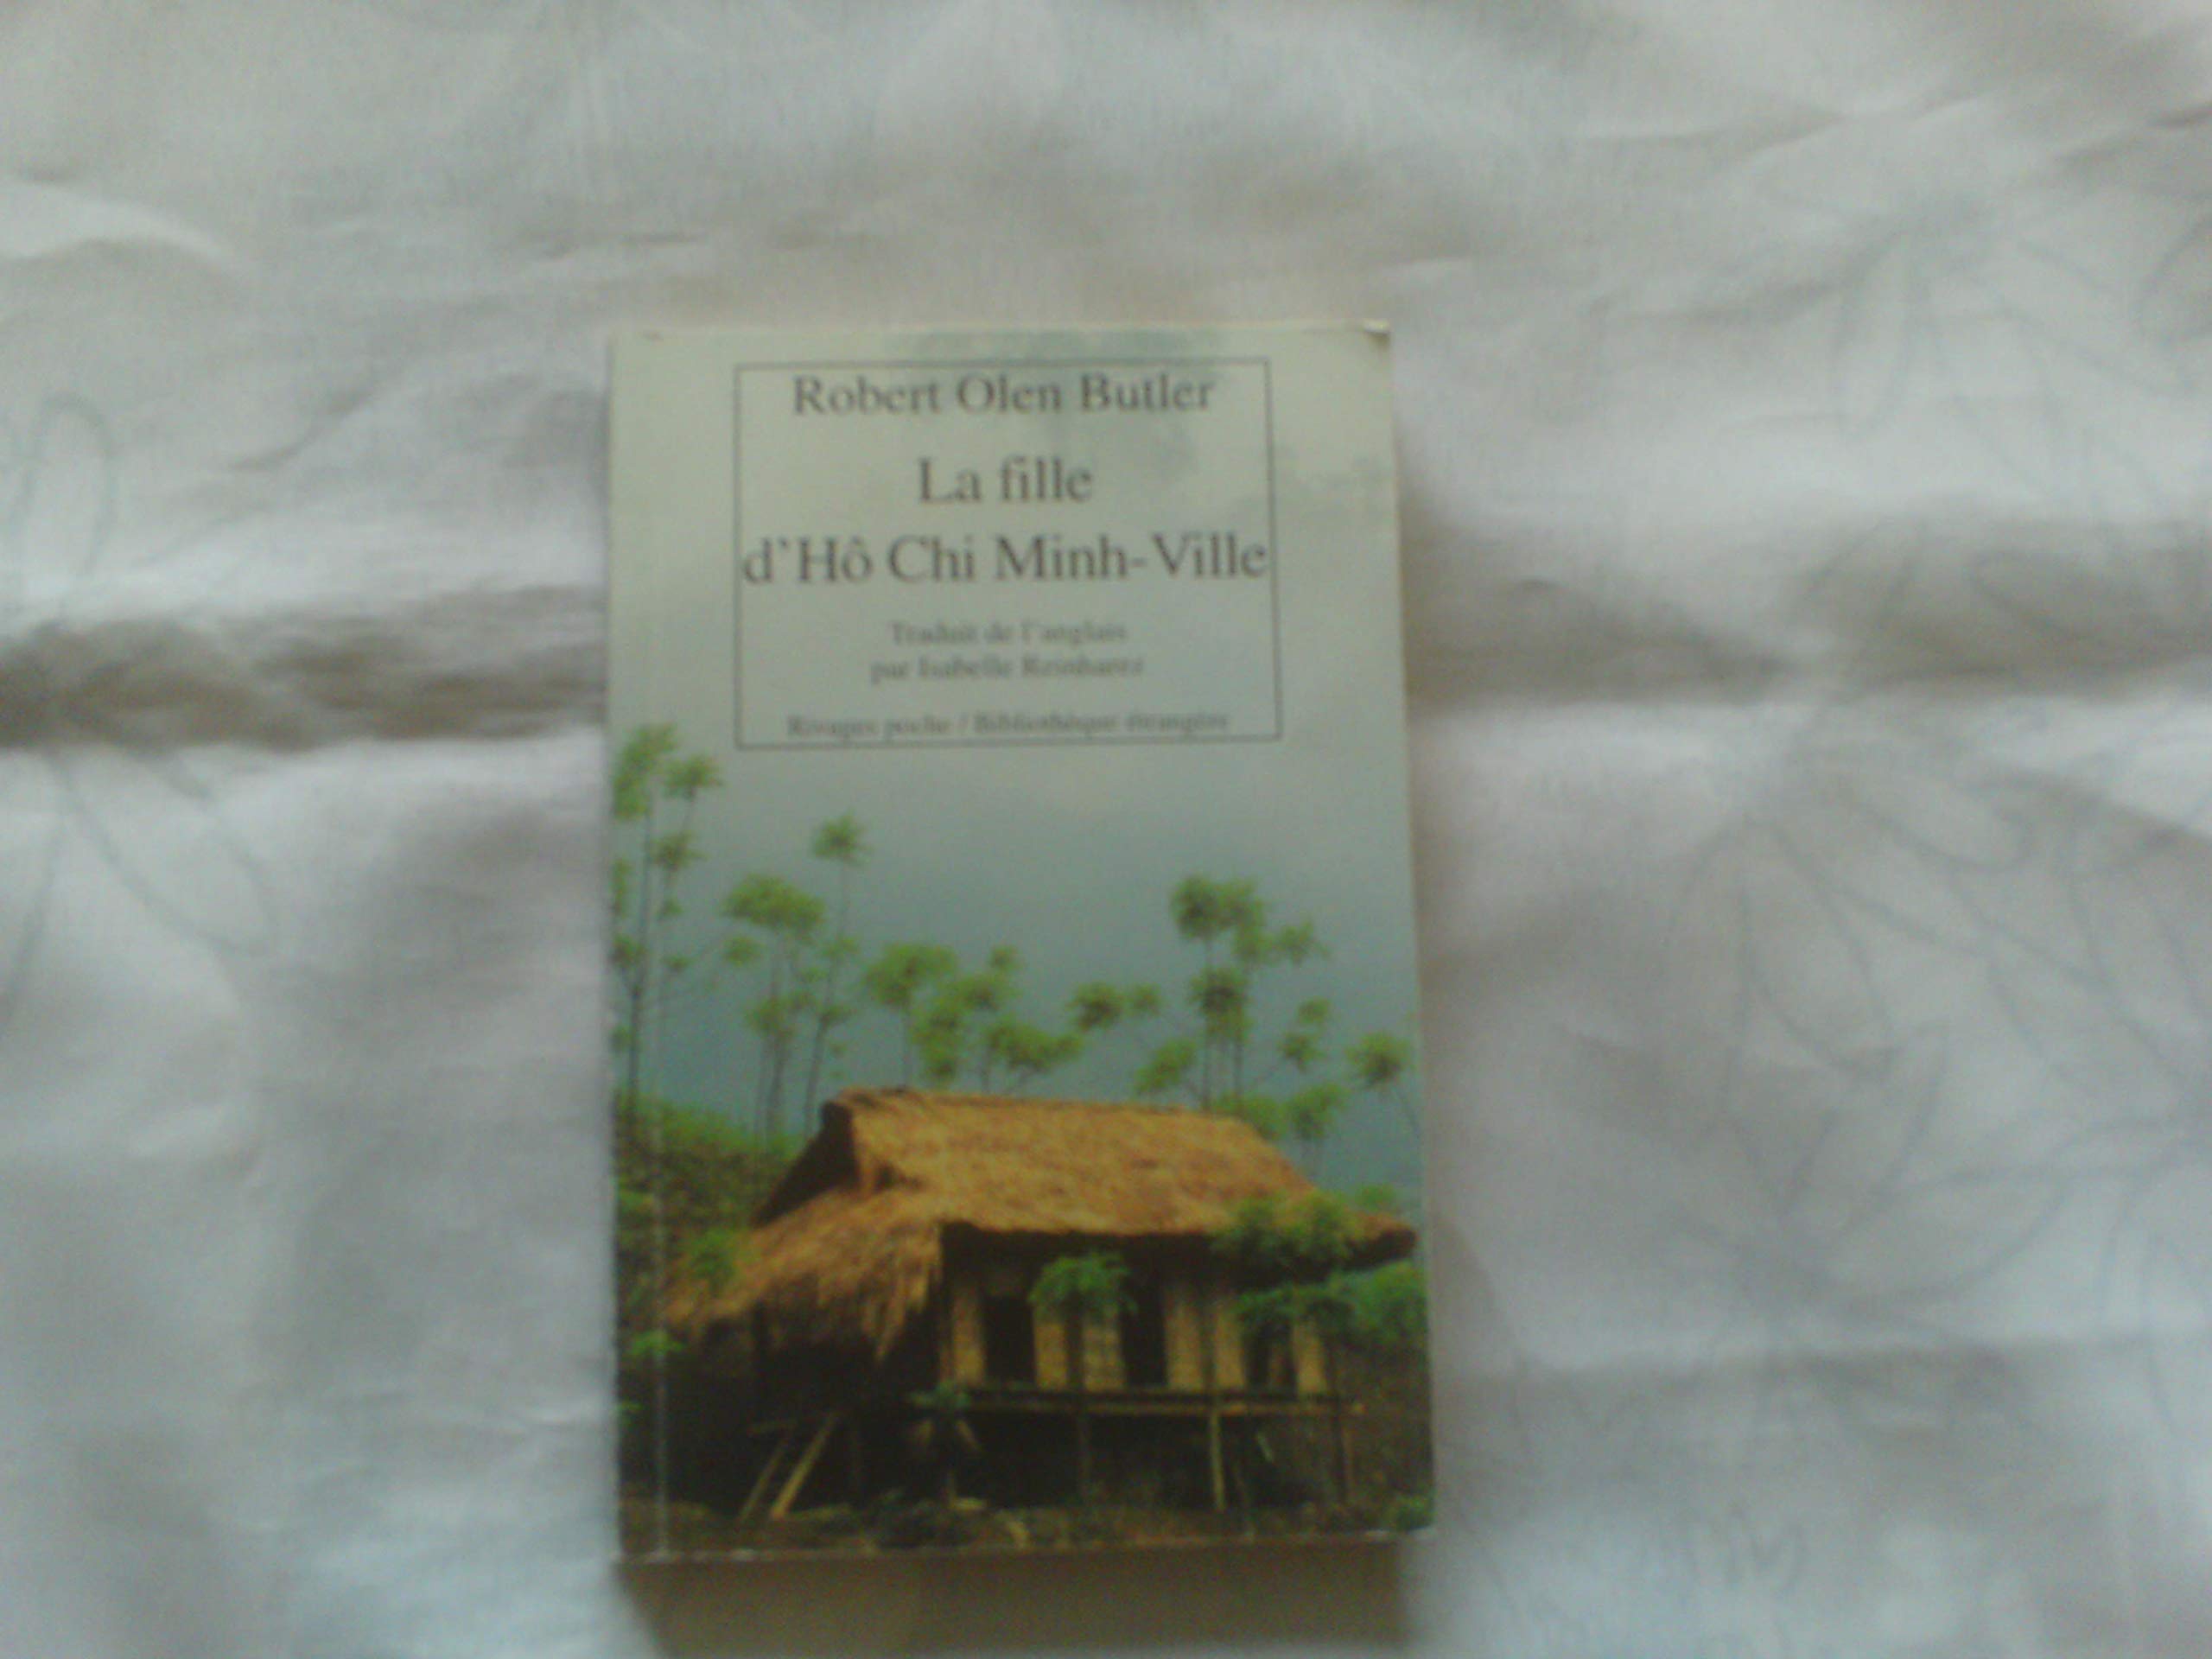 Robert Olen Butler
La fille
d'Hô Chi Minh-Ville
Traduit de l'anglais
par Isabelle Reinharez
Rivages poche / Bibliothèque étrangère